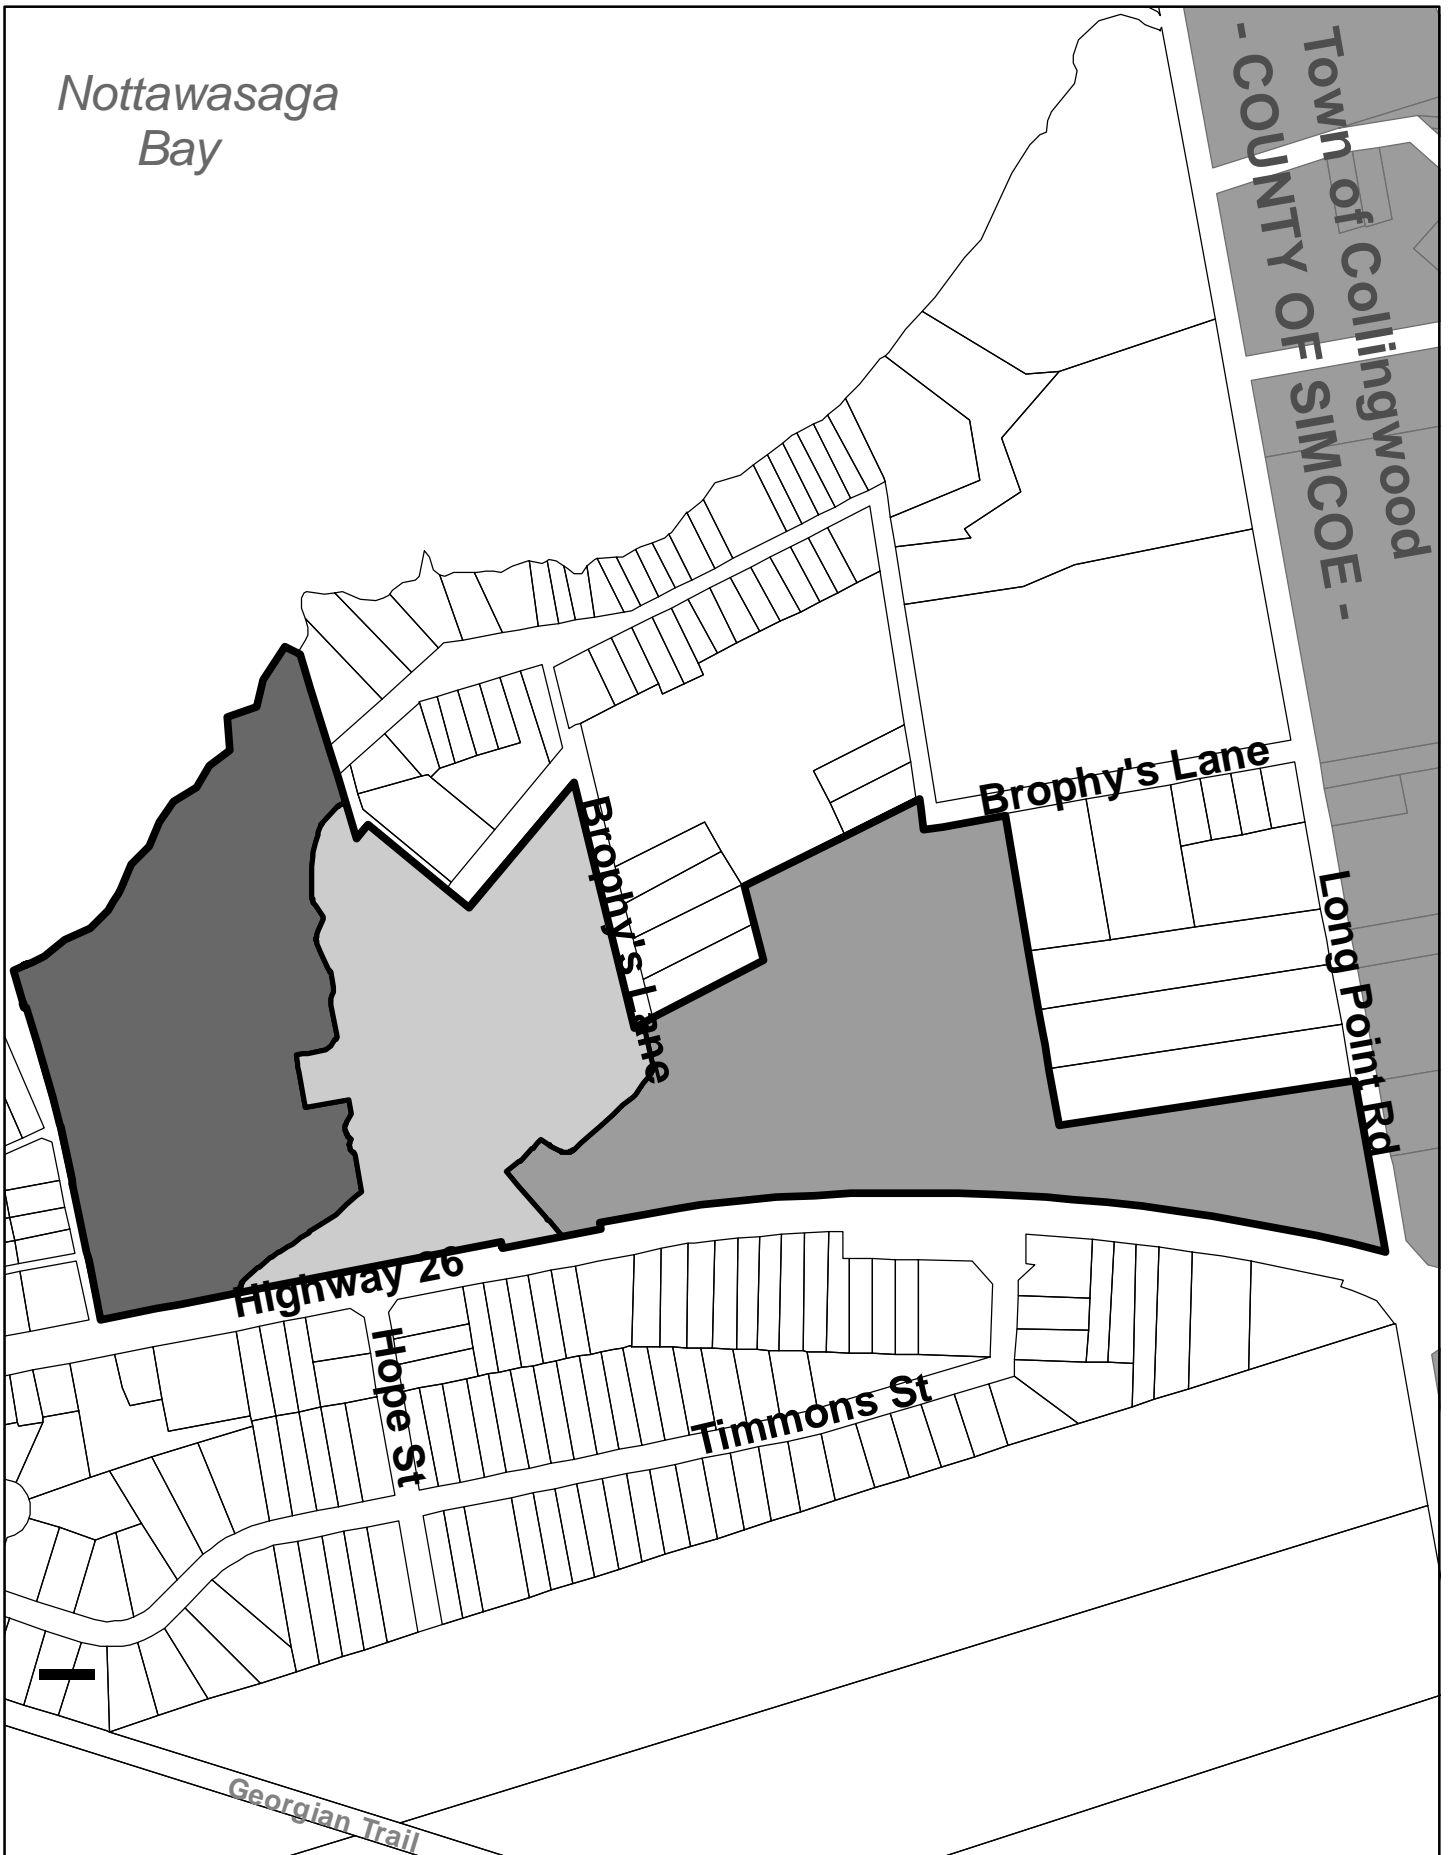 Nottawasaga
Bay
Town of Collingwood
- COUNTY OF SIMCOE -
Brophy's Lane
Brophy's Lane
Long Point Rd
Highway 26
Hope St
Timmons St
Georgian Trail